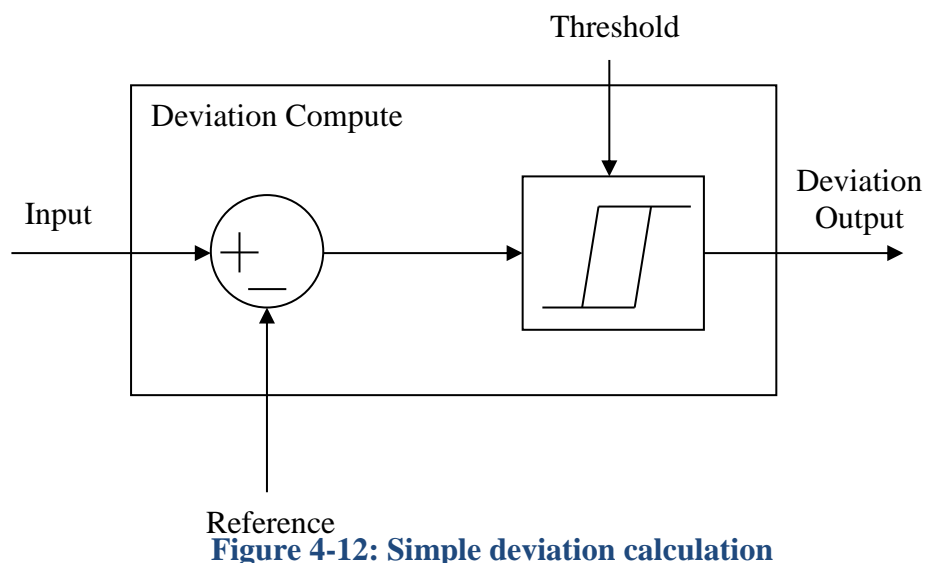 Threshold
Deviation Compute
Input
Deviation
Output
Reference
Figure 4-12: Simple deviation calculation